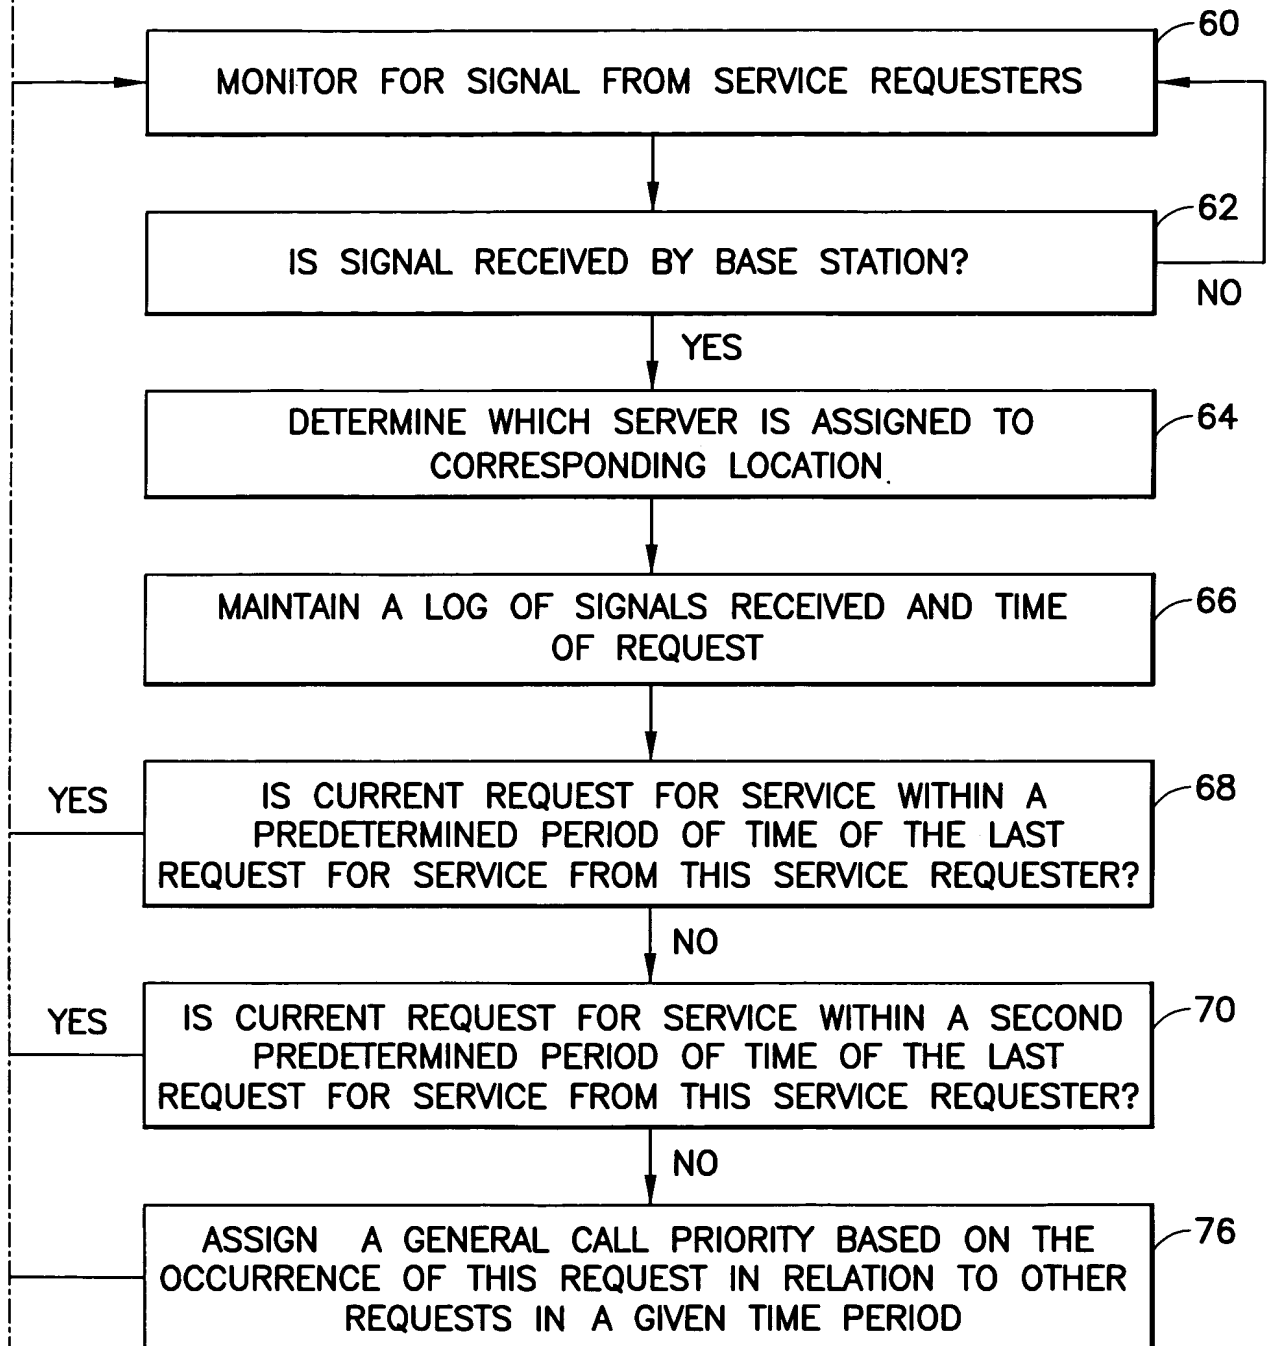 60
MONITOR FOR SIGNAL FROM SERVICE REQUESTERS
62
IS SIGNAL RECEIVED BY BASE STATION?
NO
YES
64
DETERMINE WHICH SERVER IS ASSIGNED TO
CORRESPONDING LOCATION
66
MAINTAIN A LOG OF SIGNALS RECEIVED AND TIME
OF REQUEST
68
YES
IS CURRENT REQUEST FOR SERVICE WITHIN A
PREDETERMINED PERIOD OF TIME OF THE LAST
REQUEST FOR SERVICE FROM THIS SERVICE REQUESTER?
NO
70
YES
IS CURRENT REQUEST FOR SERVICE WITHIN A SECOND
PREDETERMINED PERIOD OF TIME OF THE LAST
REQUEST FOR SERVICE FROM THIS SERVICE REQUESTER?
NO
76
ASSIGN A GENERAL CALL PRIORITY BASED ON THE
OCCURRENCE OF THIS REQUEST IN RELATION TO OTHER
REQUESTS IN A GIVEN TIME PERIOD